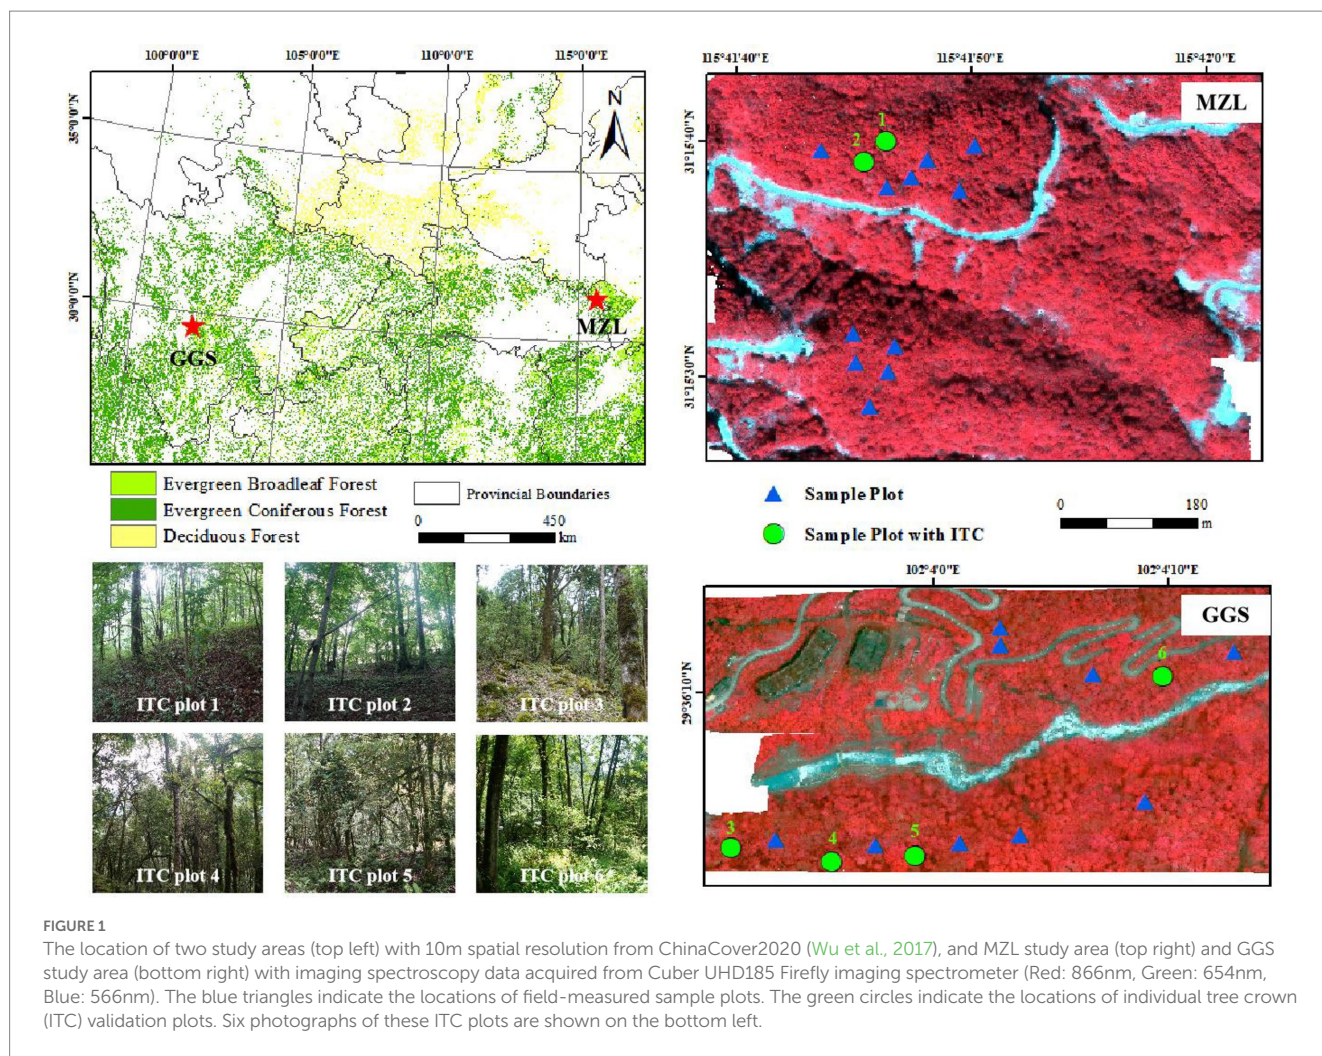 100°0'0"E 105°0'0"E 110°0'0"E 115°0'0"E
35°0'0"N
30°0'0"N
N
GGS
MZL
Evergreen Broadleaf Forest
Evergreen Coniferous Forest
Deciduous Forest
Provincial Boundaries
0 450
km
115°41'40"E 115°41'50"E 115°42'0"E
31°15'40"N
31°15'30"N
MZL
1
2
Sample Plot
Sample Plot with ITC
0 180
m
ITC plot 1
ITC plot 2
ITC plot 3
ITC plot 4
ITC plot 5
ITC plot 6
102°4'0"E 102°4'10"E
29°36'10"N
GGS
6
3
4
5
FIGURE 1
The location of two study areas (top left) with 10m spatial resolution from ChinaCover2020 (Wu et al., 2017), and MZL study area (top right) and GGS
study area (bottom right) with imaging spectroscopy data acquired from Cuber UHD185 Firefly imaging spectrometer (Red: 866nm, Green: 654nm,
Blue: 566nm). The blue triangles indicate the locations of field-measured sample plots. The green circles indicate the locations of individual tree crown
(ITC) validation plots. Six photographs of these ITC plots are shown on the bottom left.